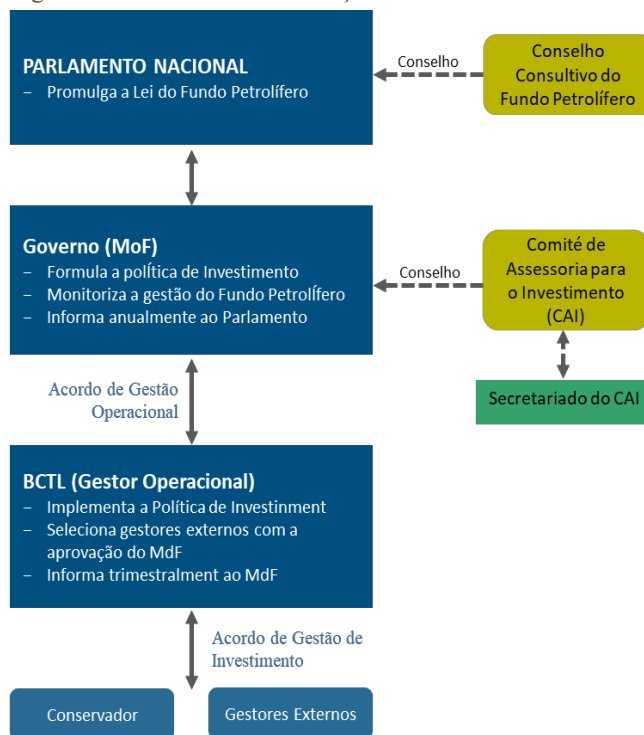 PARLAMENTO NACIONAL
– Promulga a Lei do Fundo Petrolífero
Conselho
Conselho
Consultivo do
Fundo Petrolífero
Governo (MoF)
– Formula a política de Investimento
– Monitoriza a gestão do Fundo Petrolífero
– Informa anualmente ao Parlamento
Conselho
Comité de
Assessoria para
o Investimento
(CAI)
Secretariado do CAI
Acordo de Gestão
Operacional
BCTL (Gestor Operacional)
– Implementa a Política de Investinment
– Seleciona gestores externos com a
aprovação do MdF
– Informa trimestralment ao MdF
Acordo de Gestão de
Investimento
Conservador
Gestores Externos